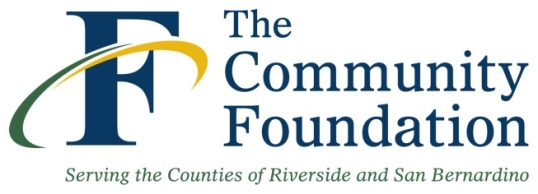 F
The
Community
Foundation
Serving the Counties of Riverside and San Bernardino